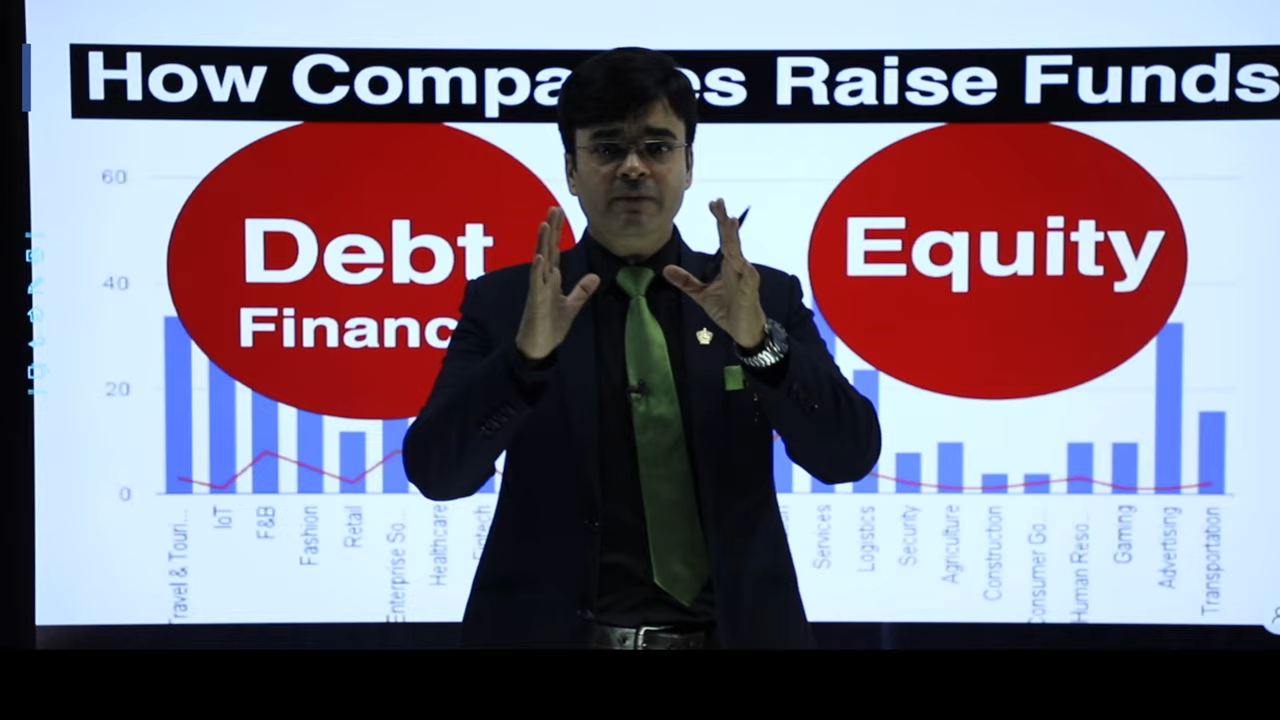 How Compa es Raise Funds
Debt
Financ
Equity
60
40
20
0
Travel & Touri...
IoT
F&B
Fashion
Retail
Enterprise So...
Healthcare
Fintech
Services
Logistics
Security
Agriculture
Construction
Consumer Go...
Human Reso...
Gaming
Advertising
Transportation